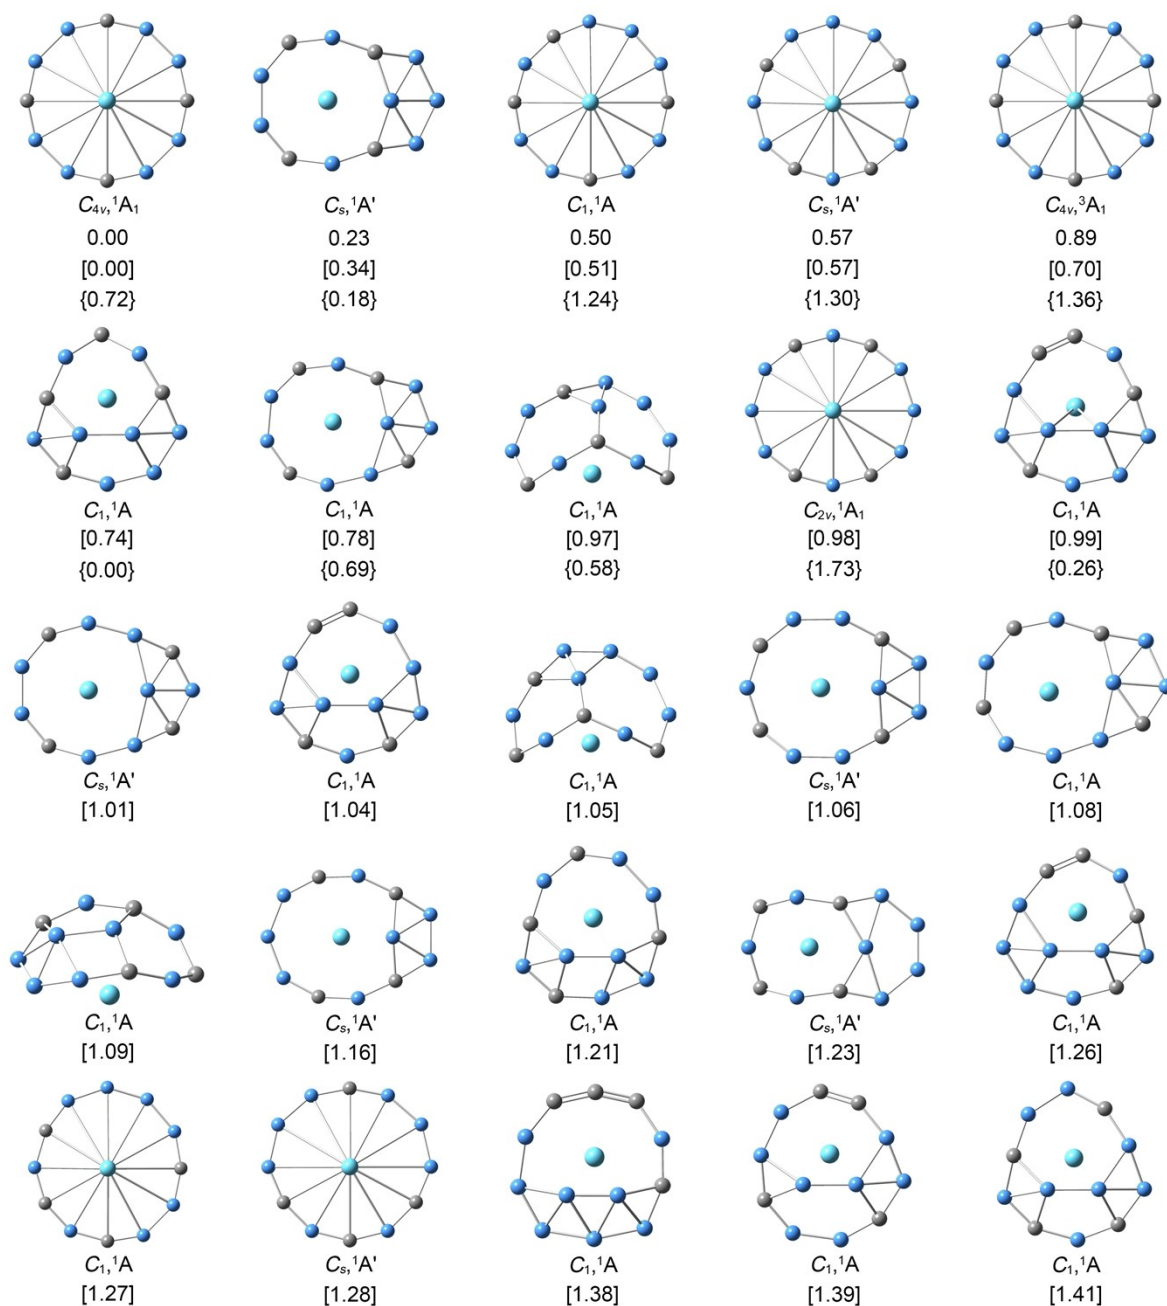 C4v, ¹A₁ Cs, ¹A' C₁, ¹A Cs, ¹A' C4v, ³A₁
0.00 0.23 0.50 0.57 0.89
[0.00] [0.34] [0.51] [0.57] [0.70]
{0.72} {0.18} {1.24} {1.30} {1.36}
C₁, ¹A C₁, ¹A C₁, ¹A C2v, ¹A₁ C₁, ¹A
[0.74] [0.78] [0.97] [0.98] [0.99]
{0.00} {0.69} {0.58} {1.73} {0.26}
Cs, ¹A' C₁, ¹A C₁, ¹A Cs, ¹A' C₁, ¹A
[1.01] [1.04] [1.05] [1.06] [1.08]
C₁, ¹A Cs, ¹A' C₁, ¹A Cs, ¹A' C₁, ¹A
[1.09] [1.16] [1.21] [1.23] [1.26]
C₁, ¹A Cs, ¹A' C₁, ¹A C₁, ¹A C₁, ¹A
[1.27] [1.28] [1.38] [1.39] [1.41]